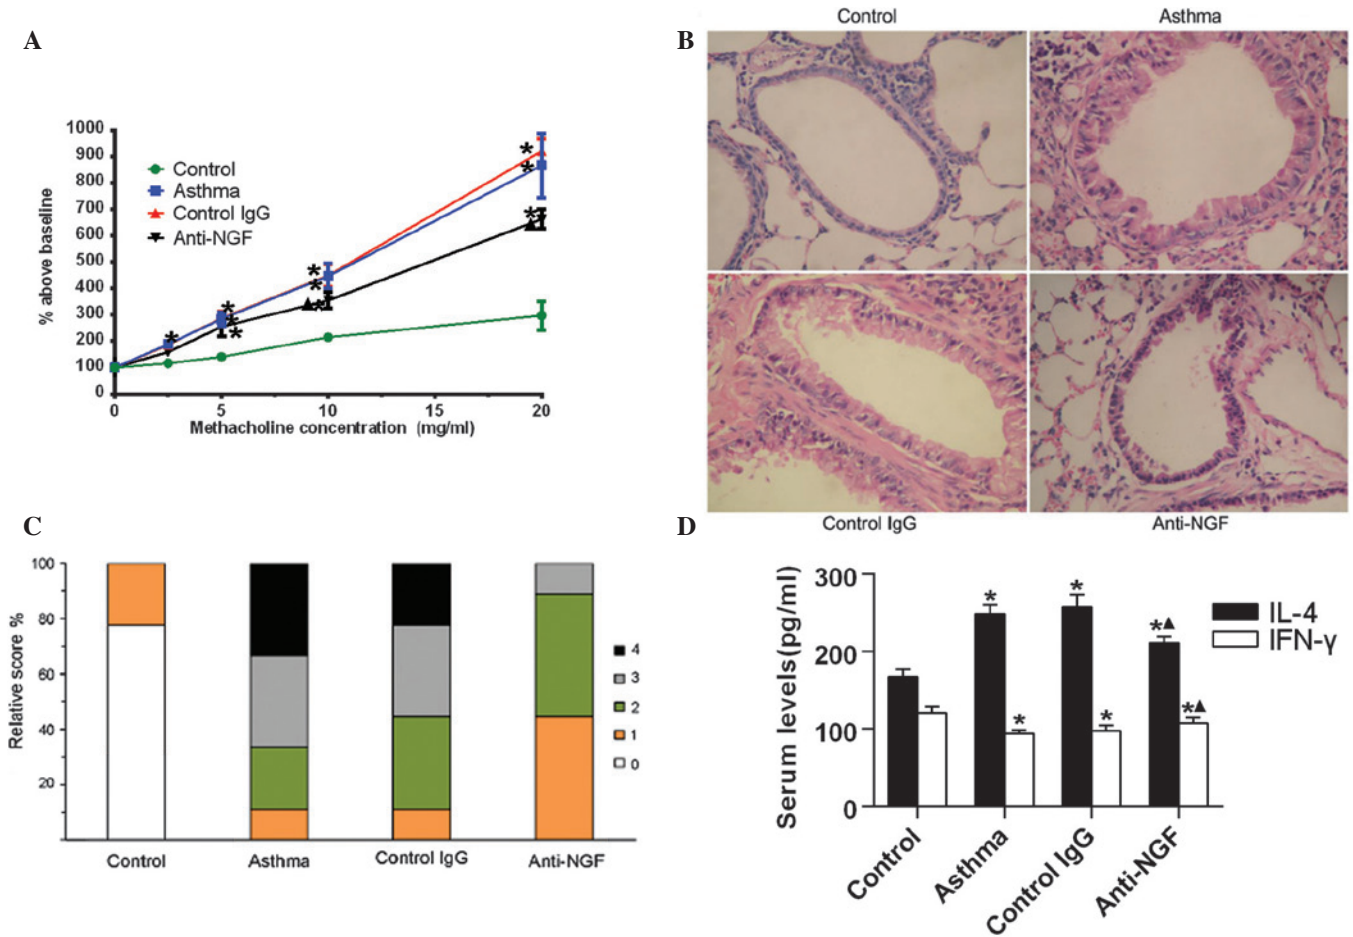 A
1000
900
800
700
600
500
400
300
200
100
0
% above baseline
Control
Asthma
Control IgG
Anti-NGF
*
*
*
*
*
*
*
*
*
*
0 5 10 15 20
Methacholine concentration (mg/ml)
B
Control Asthma
Control IgG Anti-NGF
C
100
80
60
40
20
Relative score %
4
3
2
1
0
Control Asthma Control IgG Anti-NGF
D
300
200
100
0
Serum levels(pg/ml)
* * *▲
* * *▲
IL-4
IFN-γ
Control Asthma Control IgG Anti-NGF